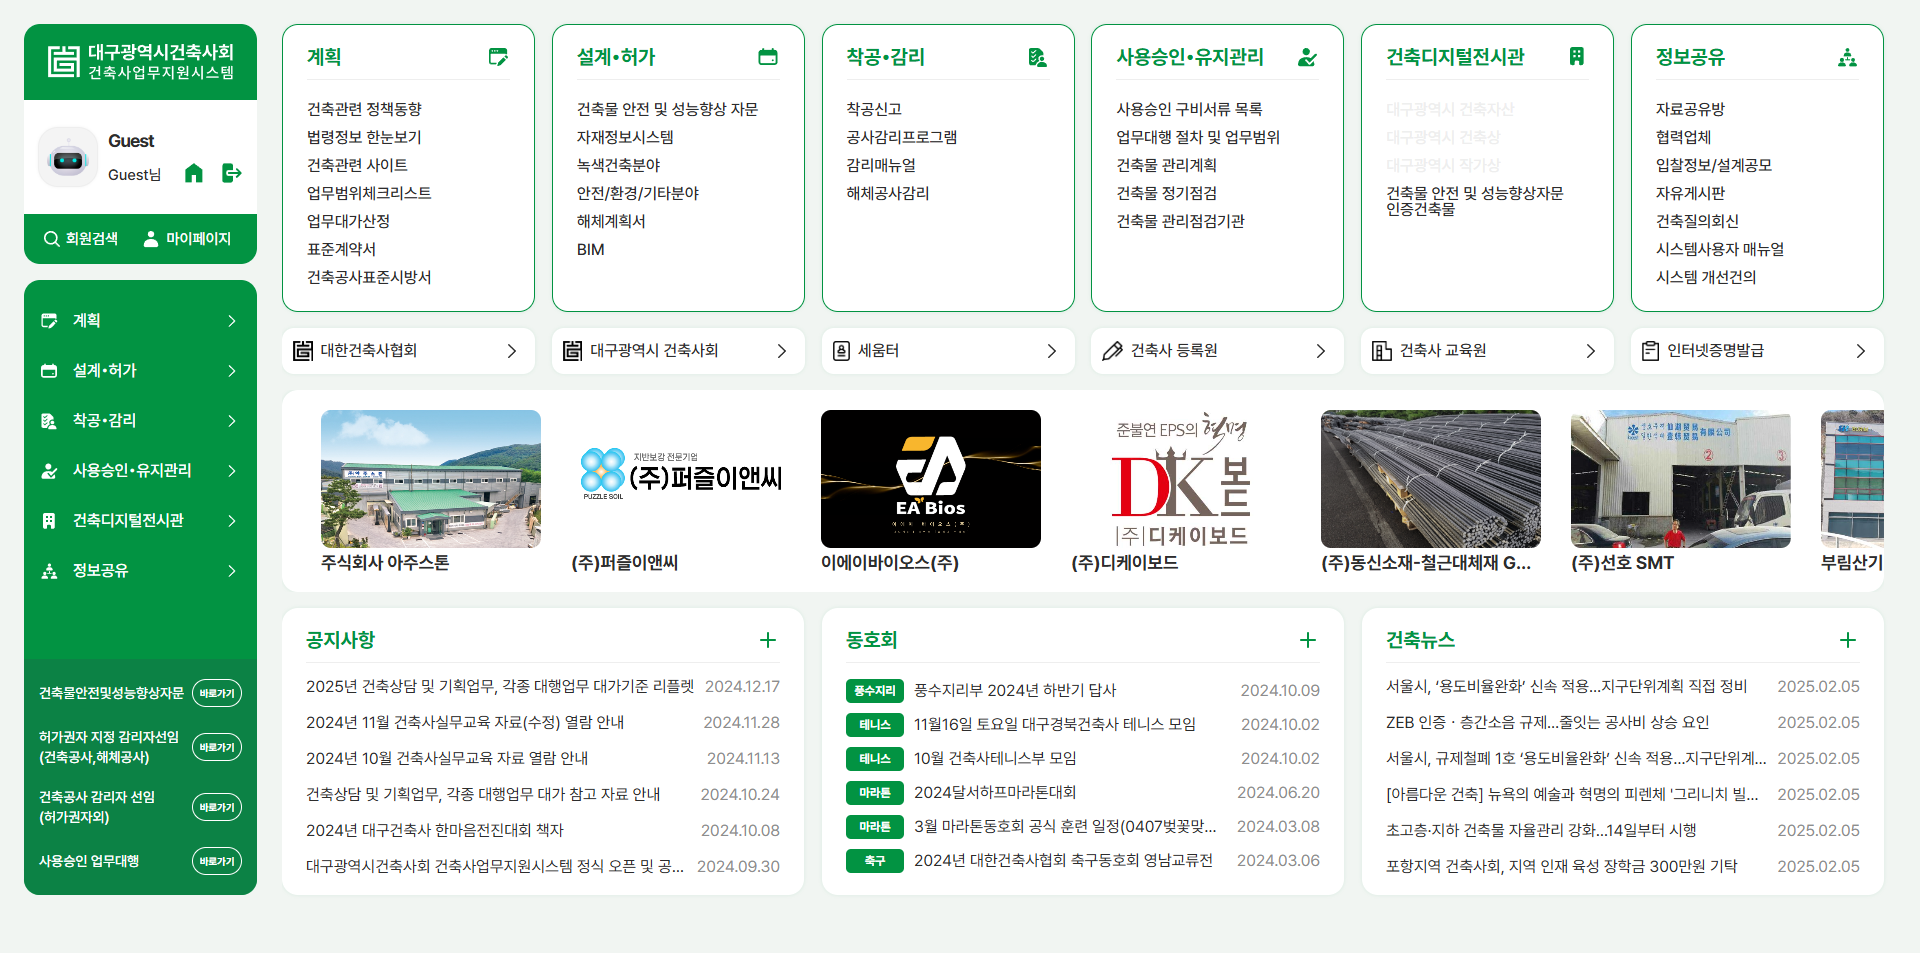 대구광역시건축사회
건축사업무지원시스템
Guest
Guest님
회원검색
마이페이지
계획
설계•허가
착공•감리
사용승인•유지관리
건축디지털전시관
정보공유
건축물안전및성능향상자문
바로가기
허가권자 지정 감리자선임
(건축공사,해체공사)
바로가기
건축공사 감리자 선임
(허가권자외)
바로가기
사용승인 업무대행
바로가기
계획
건축관련 정책동향
법령정보 한눈보기
건축관련 사이트
업무범위체크리스트
업무대가산정
표준계약서
건축공사표준시방서
설계•허가
건축물 안전 및 성능향상 자문
자재정보시스템
녹색건축분야
안전/환경/기타분야
해체계획서
BIM
착공•감리
착공신고
공사감리프로그램
감리매뉴얼
해체공사감리
사용승인•유지관리
사용승인 구비서류 목록
업무대행 절차 및 업무범위
건축물 관리계획
건축물 정기점검
건축물 관리점검기관
건축디지털전시관
대구광역시 건축자산
대구광역시 건축상
대구광역시 작가상
건축물 안전 및 성능향상자문
인증건축물
정보공유
자료공유방
협력업체
입찰정보/설계공모
자유게시판
건축질의회신
시스템사용자 매뉴얼
시스템 개선건의
대한건축사협회
대구광역시 건축사회
세움터
건축사 등록원
건축사 교육원
인터넷증명발급
지반보강 전문기업
(주)퍼즐이앤씨
PUZZLE SOIL
EA Bios
준불연 EPS의 혁명
DK보드
(주)디케이보드
②
③
주식회사 아주스톤
(주)퍼즐이앤씨
이에이바이오스(주)
(주)디케이보드
(주)동신소재-철근대체재 G...
(주)선호 SMT
부림산기
공지사항
2025년 건축상담 및 기획업무, 각종 대행업무 대가기준 리플렛 2024.12.17
2024년 11월 건축사실무교육 자료(수정) 열람 안내 2024.11.28
2024년 10월 건축사실무교육 자료 열람 안내 2024.11.13
건축상담 및 기획업무, 각종 대행업무 대가 참고 자료 안내 2024.10.24
2024년 대구건축사 한마음전진대회 책자 2024.10.08
대구광역시건축사회 건축사업무지원시스템 정식 오픈 및 공... 2024.09.30
동호회
풍수지리 풍수지리부 2024년 하반기 답사 2024.10.09
테니스 11월16일 토요일 대구경북건축사 테니스 모임 2024.10.02
테니스 10월 건축사테니스부 모임 2024.10.02
마라톤 2024달서하프마라톤대회 2024.06.20
마라톤 3월 마라톤동호회 공식 훈련 일정(0407벚꽃맞... 2024.03.08
축구 2024년 대한건축사협회 축구동호회 영남교류전 2024.03.06
건축뉴스
서울시, ‘용도비율완화’ 신속 적용...지구단위계획 직접 정비 2025.02.05
ZEB 인증ㆍ층간소음 규제...줄잇는 공사비 상승 요인 2025.02.05
서울시, 규제철폐 1호 ‘용도비율완화’ 신속 적용...지구단위계... 2025.02.05
[아름다운 건축] 뉴욕의 예술과 혁명의 피렌체 '그리니치 빌... 2025.02.05
초고층·지하 건축물 자율관리 강화...14일부터 시행 2025.02.05
포항지역 건축사회, 지역 인재 육성 장학금 300만원 기탁 2025.02.05